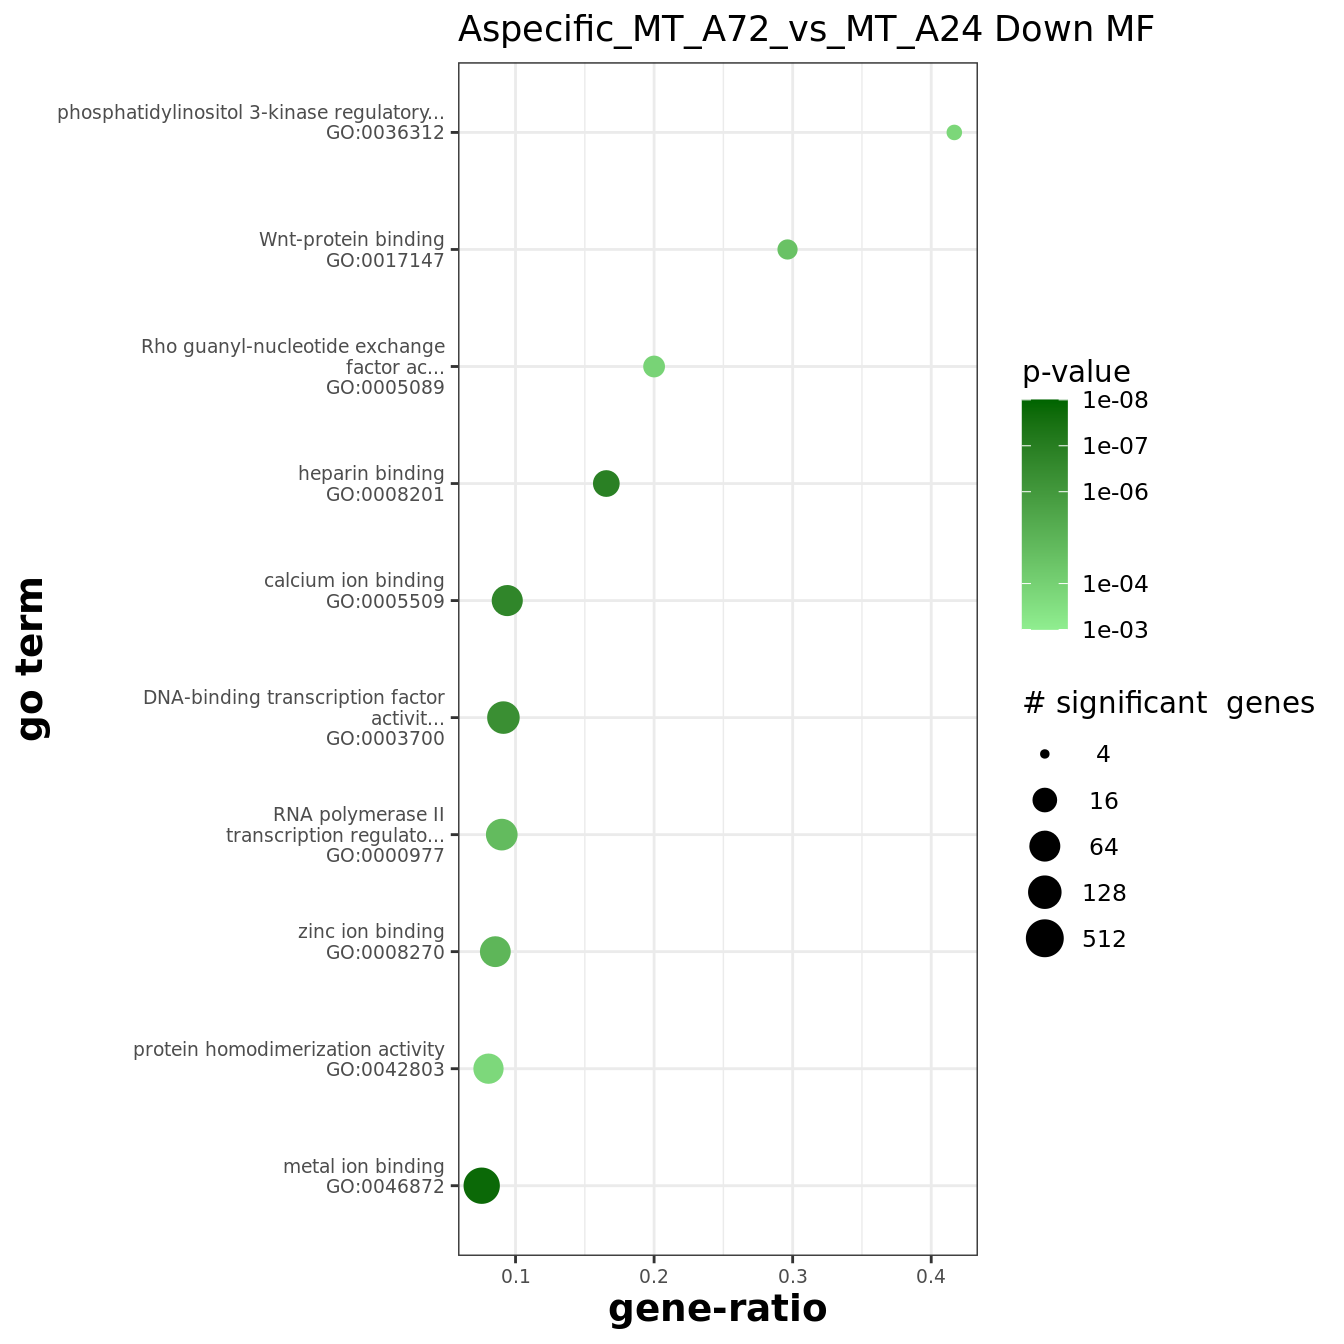 Aspecific_MT_A72_vs_MT_A24 Down MF
phosphatidylinositol 3-kinase regulatory...
GO:0036312
Wnt-protein binding
GO:0017147
Rho guanyl-nucleotide exchange
factor ac...
GO:0005089
heparin binding
GO:0008201
calcium ion binding
GO:0005509
DNA-binding transcription factor
activit...
GO:0003700
RNA polymerase II
transcription regulato...
GO:0000977
zinc ion binding
GO:0008270
protein homodimerization activity
GO:0042803
metal ion binding
GO:0046872
go term
0.1
0.2
0.3
0.4
gene-ratio
p-value
1e-08
1e-07
1e-06
1e-04
1e-03
# significant  genes
4
16
64
128
512